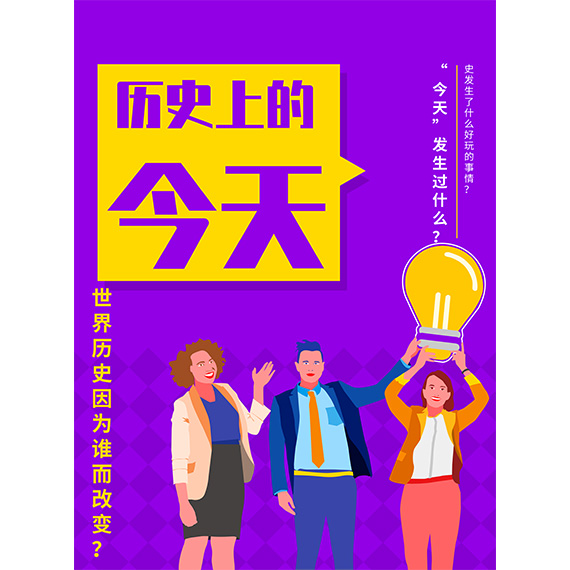 历史上的
今天
史发生了什么好玩的事情？
“今天”发生过什么？
世界历史因为谁而改变？